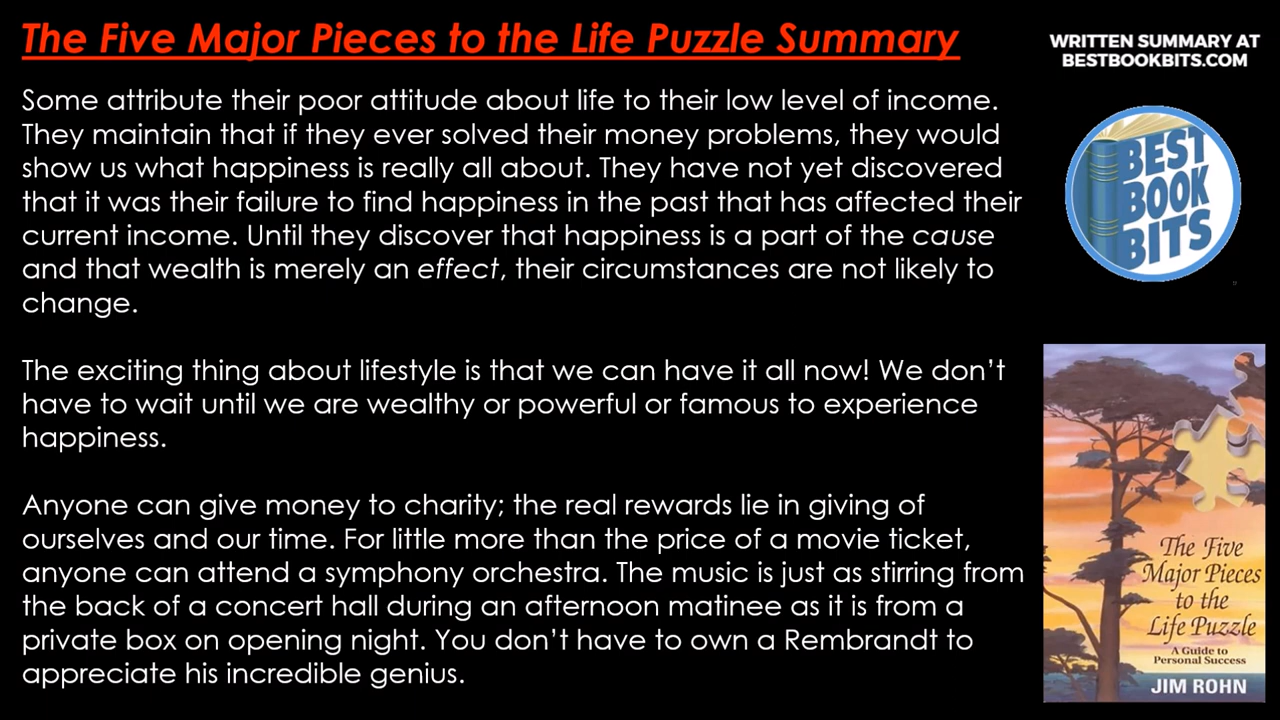 The Five Major Pieces to the Life Puzzle Summary
WRITTEN SUMMARY AT
BESTBOOKBITS.COM
Some attribute their poor attitude about life to their low level of income.
They maintain that if they ever solved their money problems, they would
show us what happiness is really all about. They have not yet discovered
that it was their failure to find happiness in the past that has affected their
current income. Until they discover that happiness is a part of the cause
and that wealth is merely an effect, their circumstances are not likely to
change.
The exciting thing about lifestyle is that we can have it all now! We don’t
have to wait until we are wealthy or powerful or famous to experience
happiness.
Anyone can give money to charity; the real rewards lie in giving of
ourselves and our time. For little more than the price of a movie ticket,
anyone can attend a symphony orchestra. The music is just as stirring from
the back of a concert hall during an afternoon matinee as it is from a
private box on opening night. You don’t have to own a Rembrandt to
appreciate his incredible genius.
BEST
BOOK
BITS
The Five
Major Pieces
to the
Life Puzzle
A Guide to
Personal Success
JIM ROHN